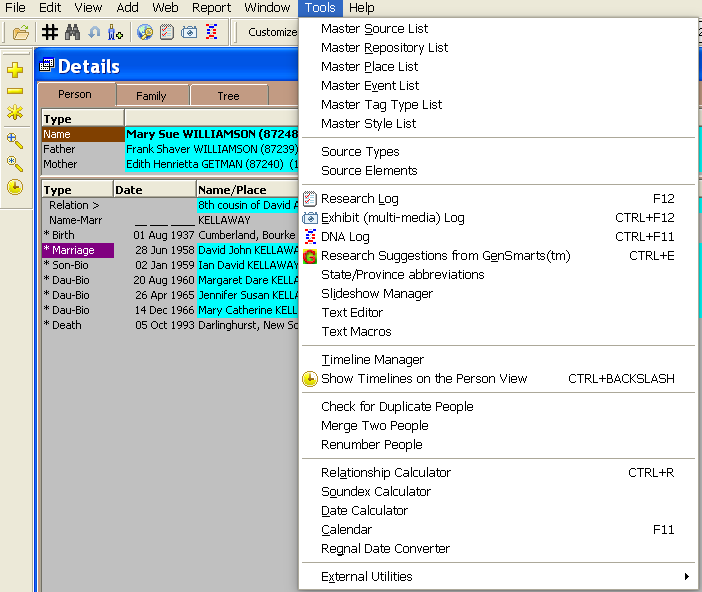 File Edit View Add Web Report Window Tools Help
Customize
Details
Person Family Tree
Type
Name Mary Sue WILLIAMSON (87248
Father Frank Shaver WILLIAMSON (87239)
Mother Edith Henrietta GETMAN (87240) (1
Type Date Name/Place
Relation > 8th cousin of David A
Name-Marr __ ___ ____ KELLAWAY
* Birth 01 Aug 1937 Cumberland, Bourke
* Marriage 28 Jun 1958 David John KELLAWA
* Son-Bio 02 Jan 1959 Ian David KELLAWAY
* Dau-Bio 20 Aug 1960 Margaret Dare KELLA
* Dau-Bio 26 Apr 1965 Jennifer Susan KELLA
* Dau-Bio 14 Dec 1966 Mary Catherine KELL
* Death 05 Oct 1993 Darlinghurst, New So
Master Source List
Master Repository List
Master Place List
Master Event List
Master Tag Type List
Master Style List
Source Types
Source Elements
Research Log F12
Exhibit (multi-media) Log CTRL+F12
DNA Log CTRL+F11
Research Suggestions from GenSmarts(tm) CTRL+E
State/Province abbreviations
Slideshow Manager
Text Editor
Text Macros
Timeline Manager
Show Timelines on the Person View CTRL+BACKSLASH
Check for Duplicate People
Merge Two People
Renumber People
Relationship Calculator CTRL+R
Soundex Calculator
Date Calculator
Calendar F11
Regnal Date Converter
External Utilities